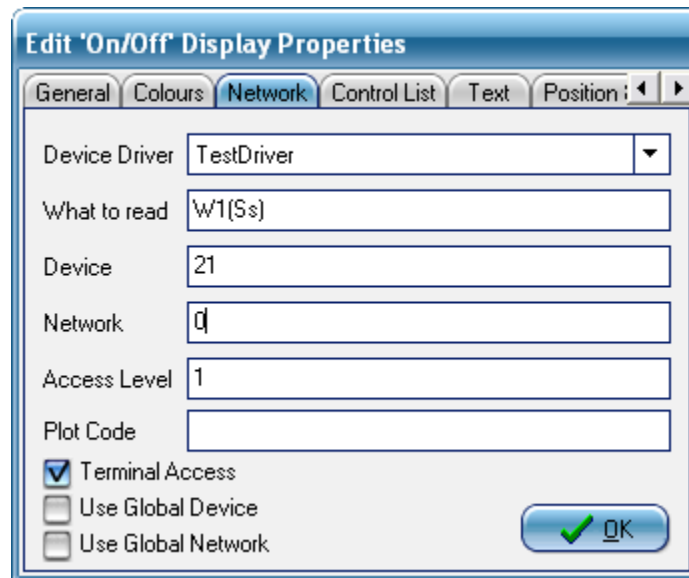 Edit 'On/Off' Display Properties
General Colours Network Control List Text Position
Device Driver TestDriver
What to read W1(Ss)
Device 21
Network 0
Access Level 1
Plot Code
Terminal Access
Use Global Device
Use Global Network
OK